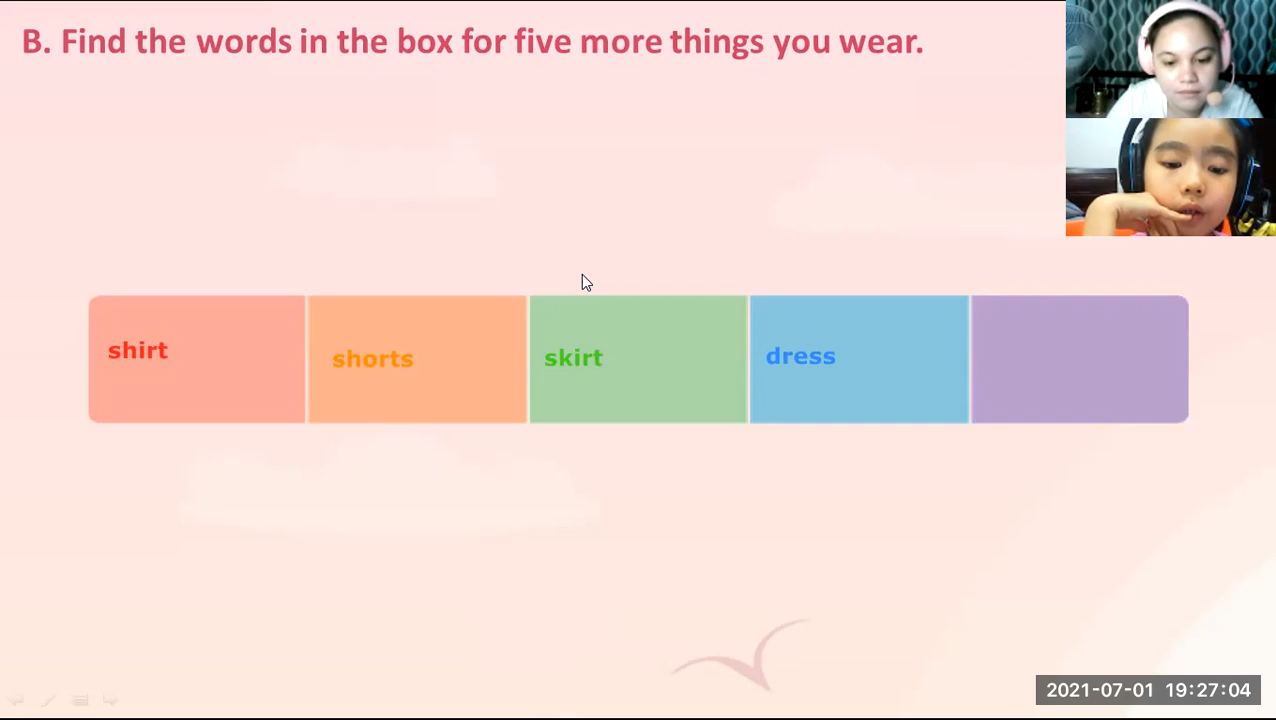 B. Find the words in the box for five more things you wear.
shirt
shorts
skirt
dress
2021-07-01 19:27:04